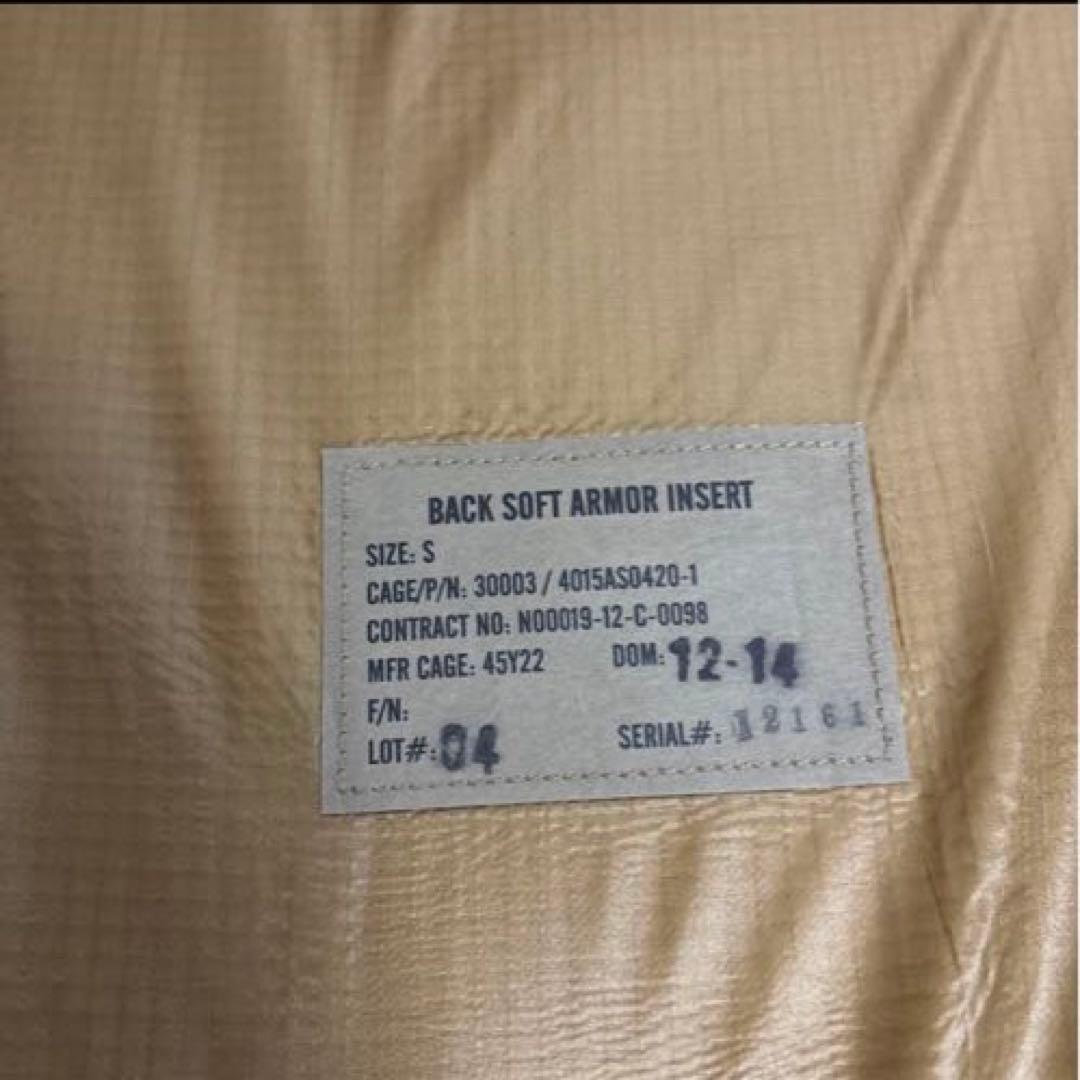 BACK SOFT ARMOR INSERT
SIZE: S
CAGE/P/N: 30003 / 4015AS0420-1
CONTRACT NO: N00019-12-C-0098
MFR CAGE: 45Y22 DOM: 12-14
F/N:
LOT#: 04 SERIAL#: 12161